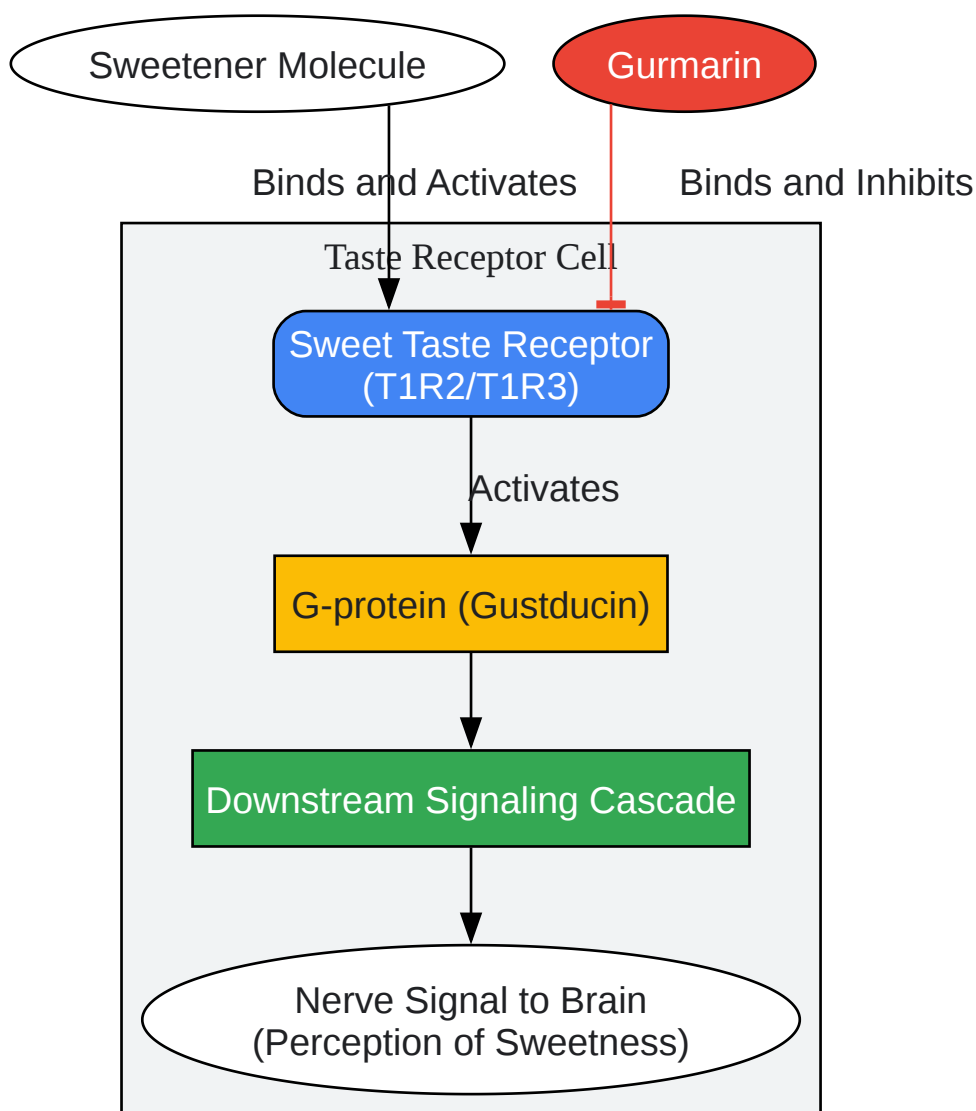 Sweetener Molecule
Gurmarin
Binds and Activates
Binds and Inhibits
Taste Receptor Cell
Sweet Taste Receptor
(T1R2/T1R3)
Activates
G-protein (Gustducin)
Downstream Signaling Cascade
Nerve Signal to Brain
(Perception of Sweetness)